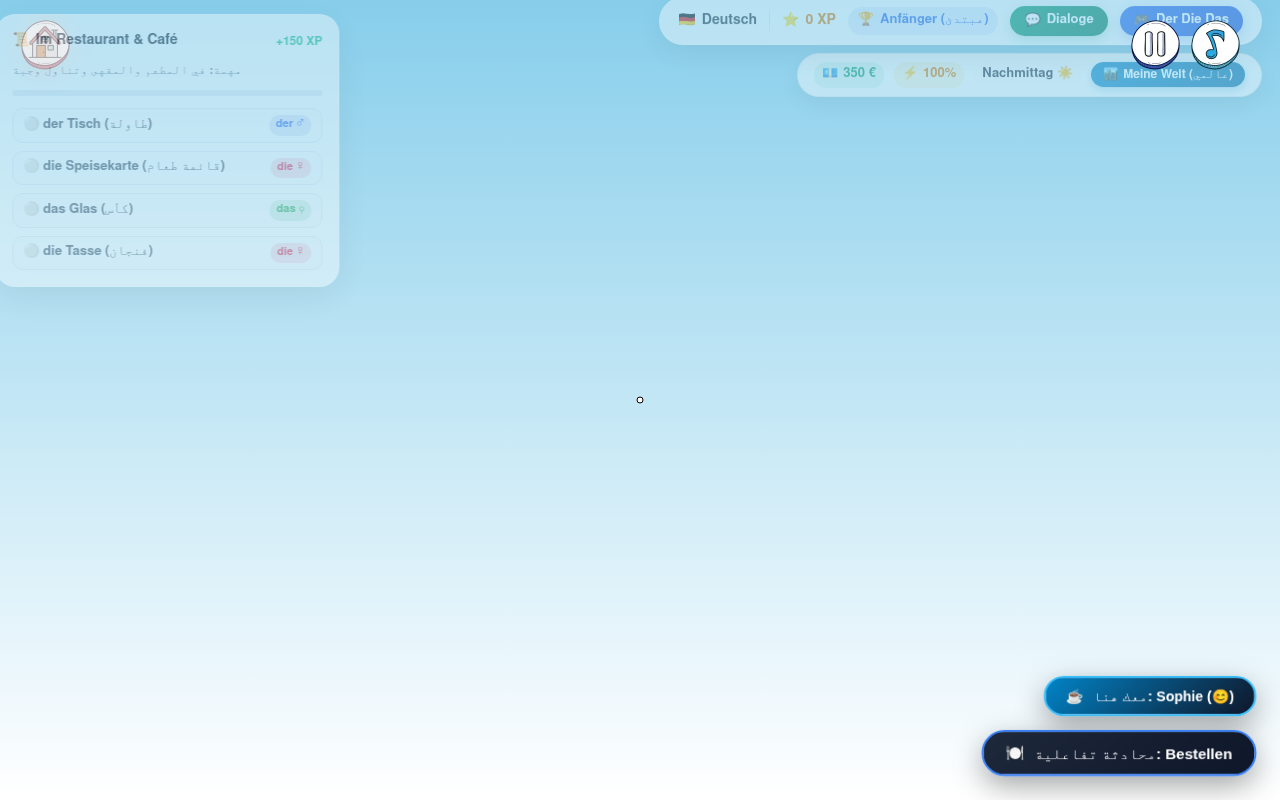 Im Restaurant & Café
+150 XP
مهمة: في المطعم والمقهى وتناول وجبة
der Tisch (طاولة)
der ♂
die Speisekarte (قائمة طعام)
die ♀
das Glas (كأس)
das ⚲
die Tasse (فنجان)
die ♀
Deutsch
0 XP
Anfänger (مبتدئ)
Dialoge
Der Die Das
350 €
100%
Nachmittag
Meine Welt (عالمي)
معك هنا: Sophie (😊)
محادثة تفاعلية: Bestellen